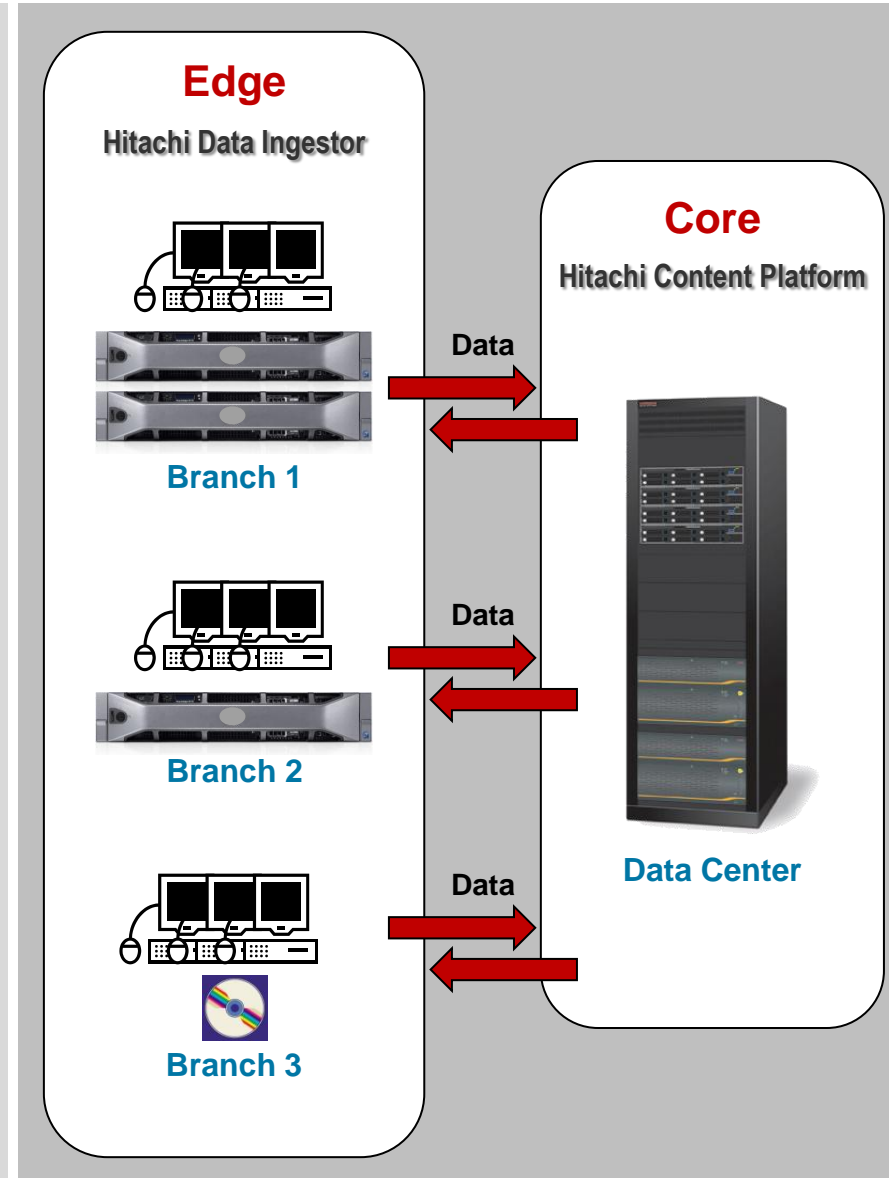 Edge
Hitachi Data Ingestor
Data
Branch 1
Data
Branch 2
Data
Branch 3
Core
Hitachi Content Platform
Data Center